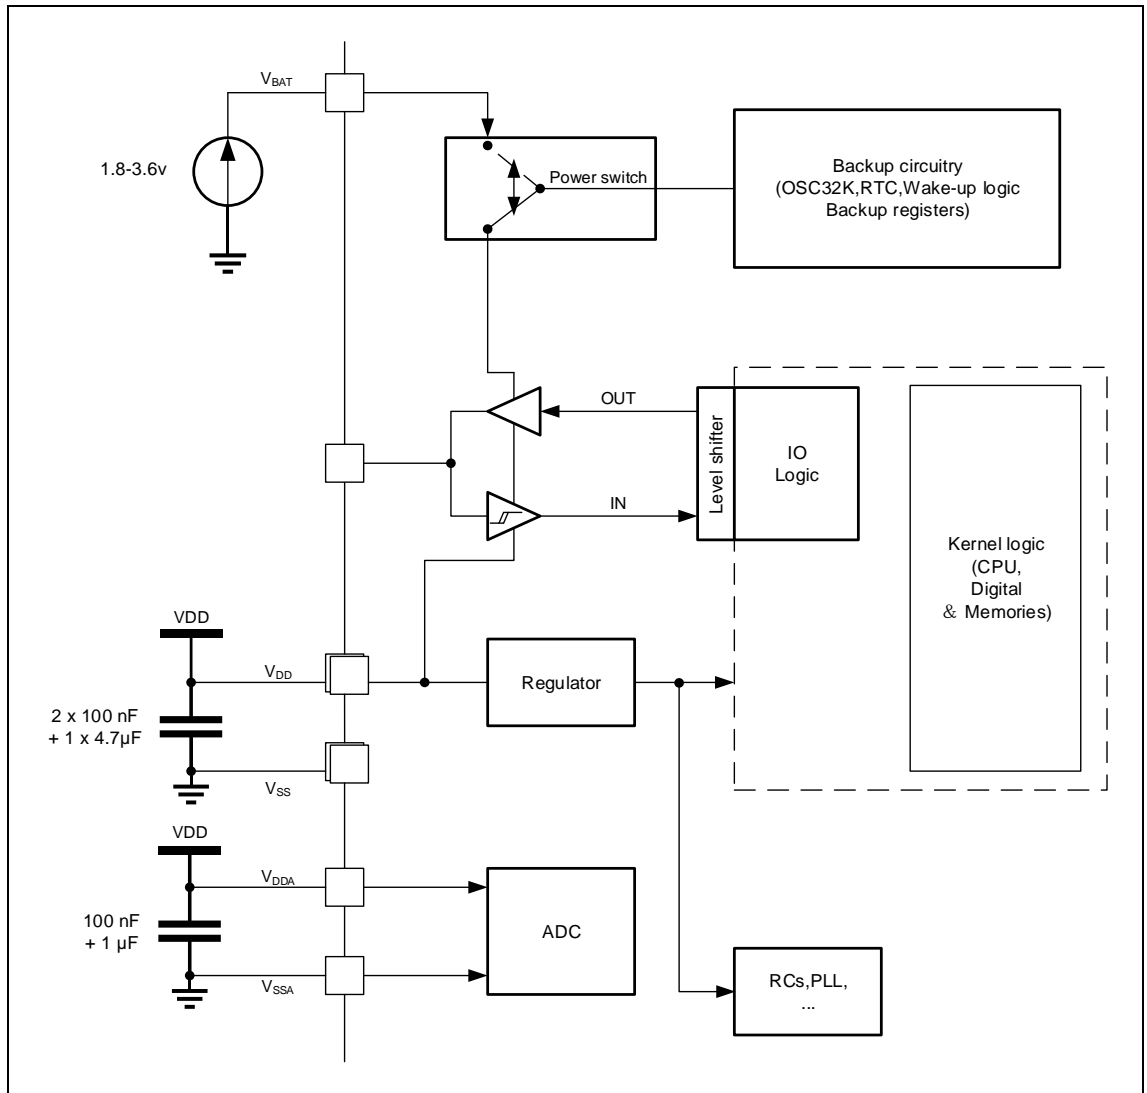 VBAT
1.8-3.6v
Power switch
Backup circuitry
(OSC32K,RTC,Wake-up logic
Backup registers)
OUT
Level shifter
IO
Logic
IN
Kernel logic
(CPU,
Digital
& Memories)
VDD
VDD
Regulator
2 x 100 nF
+ 1 x 4.7µF
VSS
VDD
VDDA
100 nF
+ 1 µF
ADC
VSSA
RCs,PLL,
...